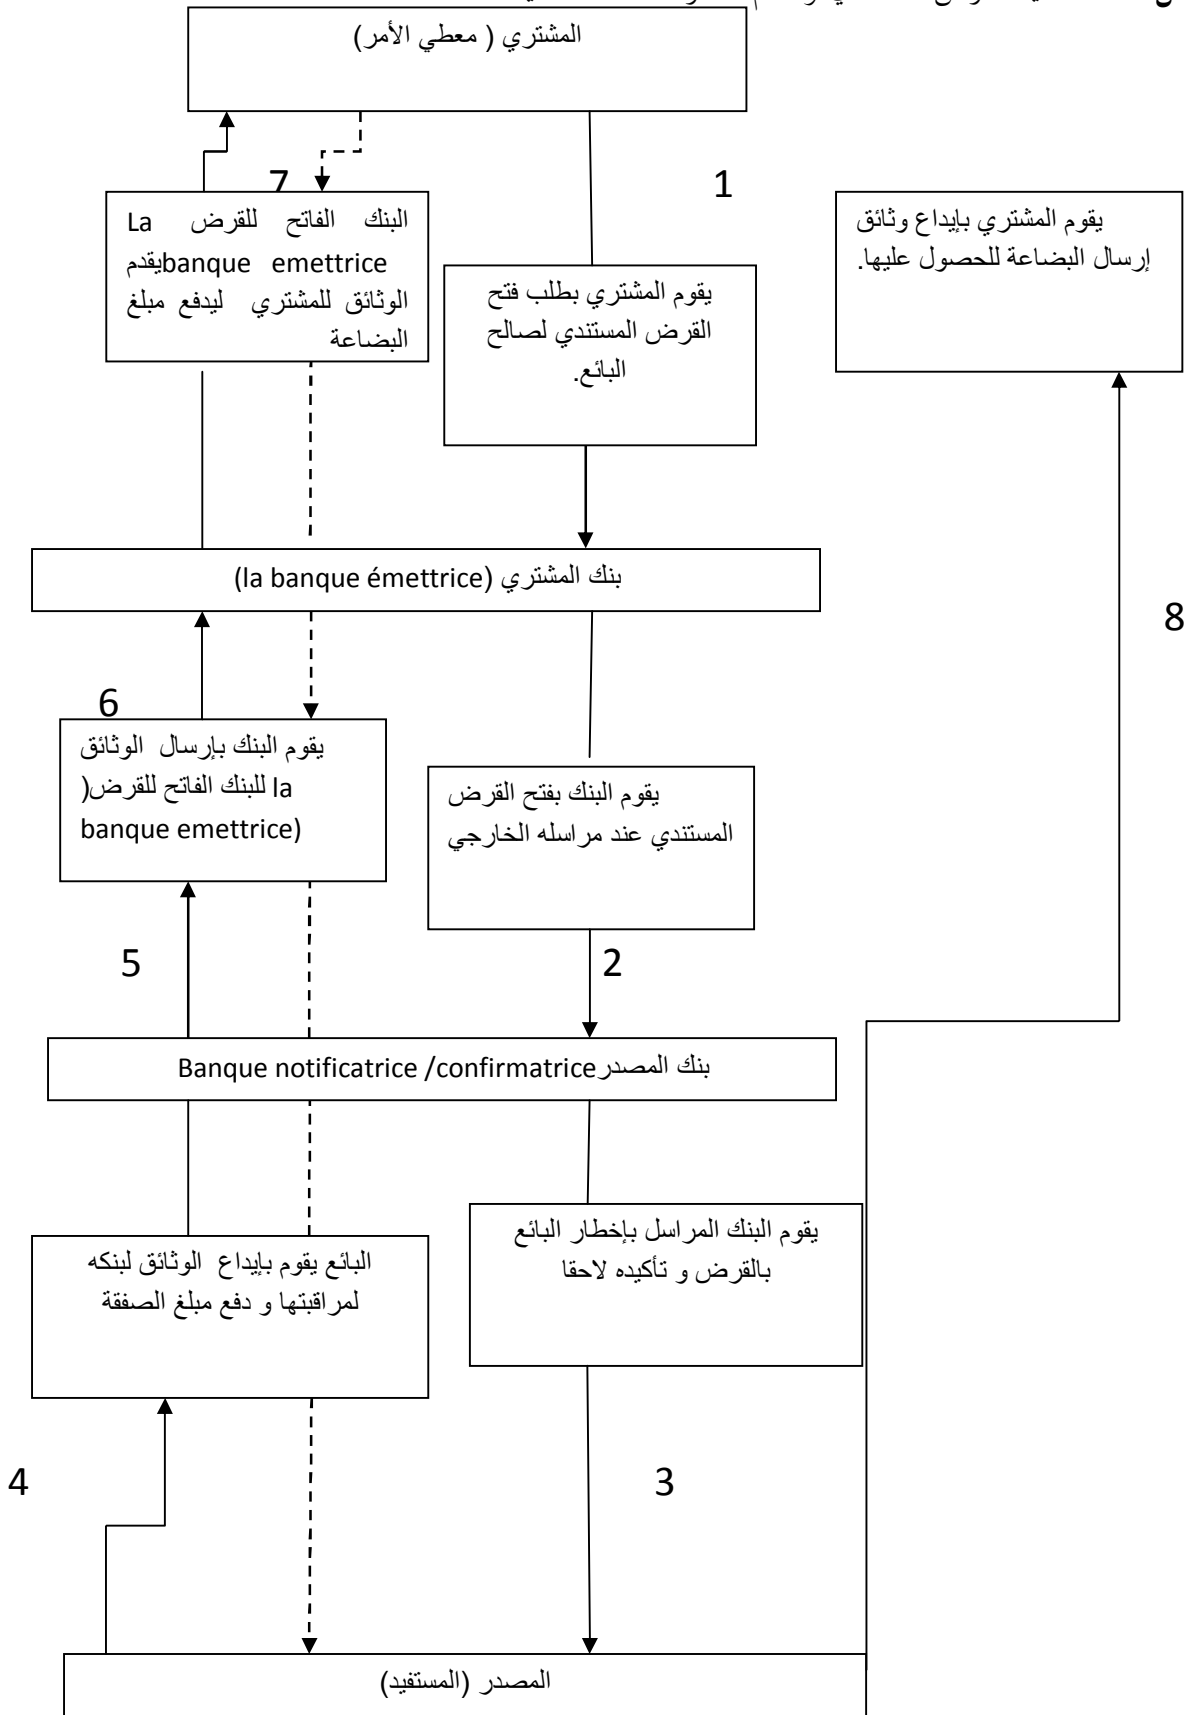 المشتري ( معطي الأمر)
1
7
البنك الفاتح للقرض La
banque emettrice يقدم
الوثائق للمشتري ليدفع مبلغ
البضاعة
يقوم المشتري بإيداع وثائق
إرسال البضاعة للحصول عليها.
يقوم المشتري بطلب فتح
القرض المستندي لصالح
البائع.
بنك المشتري (la banque émettrice)
8
6
يقوم البنك بإرسال الوثائق
للبنك الفاتح للقرض( la
banque emettrice)
يقوم البنك بفتح القرض
المستندي عند مراسله الخارجي
5
2
بنك المصدر Banque notificatrice /confirmatrice
يقوم البنك المراسل بإخطار البائع
بالقرض و تأكيده لاحقا
البائع يقوم بإيداع الوثائق لبنكه
لمراقبتها و دفع مبلغ الصفقة
4
3
المصدر (المستفيد)